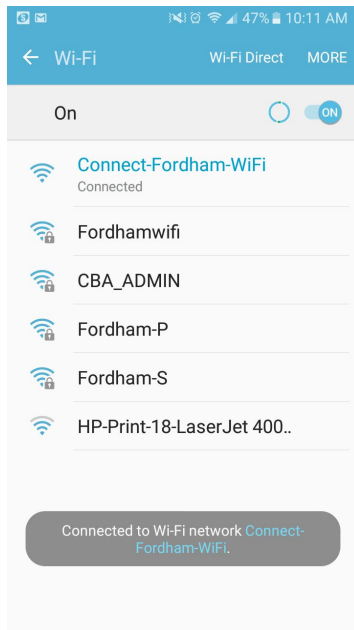 47% 10:11 AM
Wi-Fi Wi-Fi Direct MORE
On ON
Connect-Fordham-WiFi
Connected
Fordhamwifi
CBA_ADMIN
Fordham-P
Fordham-S
HP-Print-18-LaserJet 400..
Connected to Wi-Fi network Connect-
Fordham-WiFi.